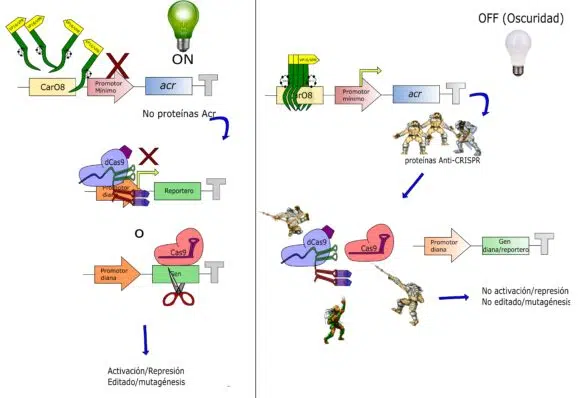 ON
CarO8
Promotor
Mínimo
acr
No proteínas Acr
dCas9
Promotor
diana
Reportero
O
Cas9
Promotor
diana
Gen
Activación/Represión
Editado/mutagénesis
OFF (Oscuridad)
CarO8
Promotor
mínimo
acr
proteínas Anti-CRISPR
dCas9
Cas9
Promotor
diana
Gen
diana/reportero
No activación/represión
No editado/mutagénesis